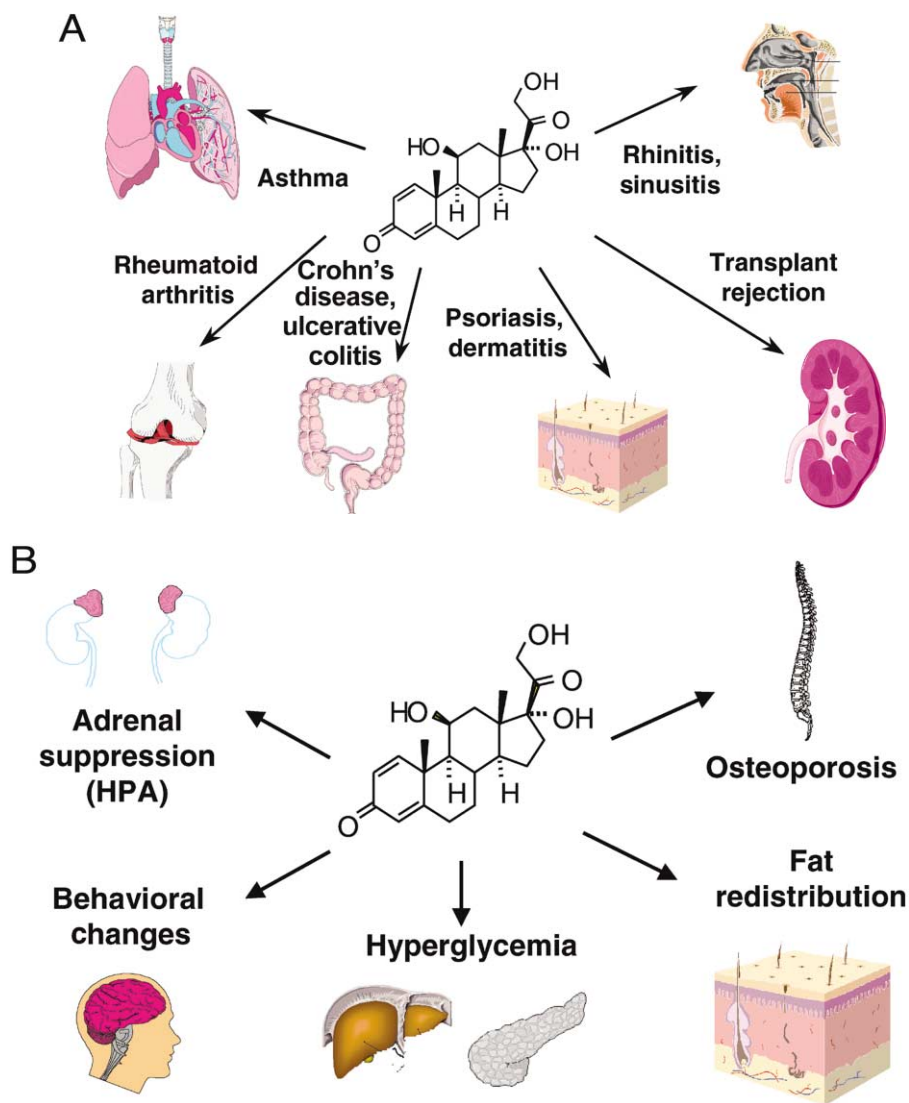 A
Asthma
OH
O
HO
OH
H
H
O
Rhinitis,
sinusitis
Rheumatoid
arthritis
Crohn's
disease,
ulcerative
colitis
Psoriasis,
dermatitis
Transplant
rejection
B
Adrenal
suppression
(HPA)
OH
O
HO
OH
H
H
O
Osteoporosis
Behavioral
changes
Hyperglycemia
Fat
redistribution